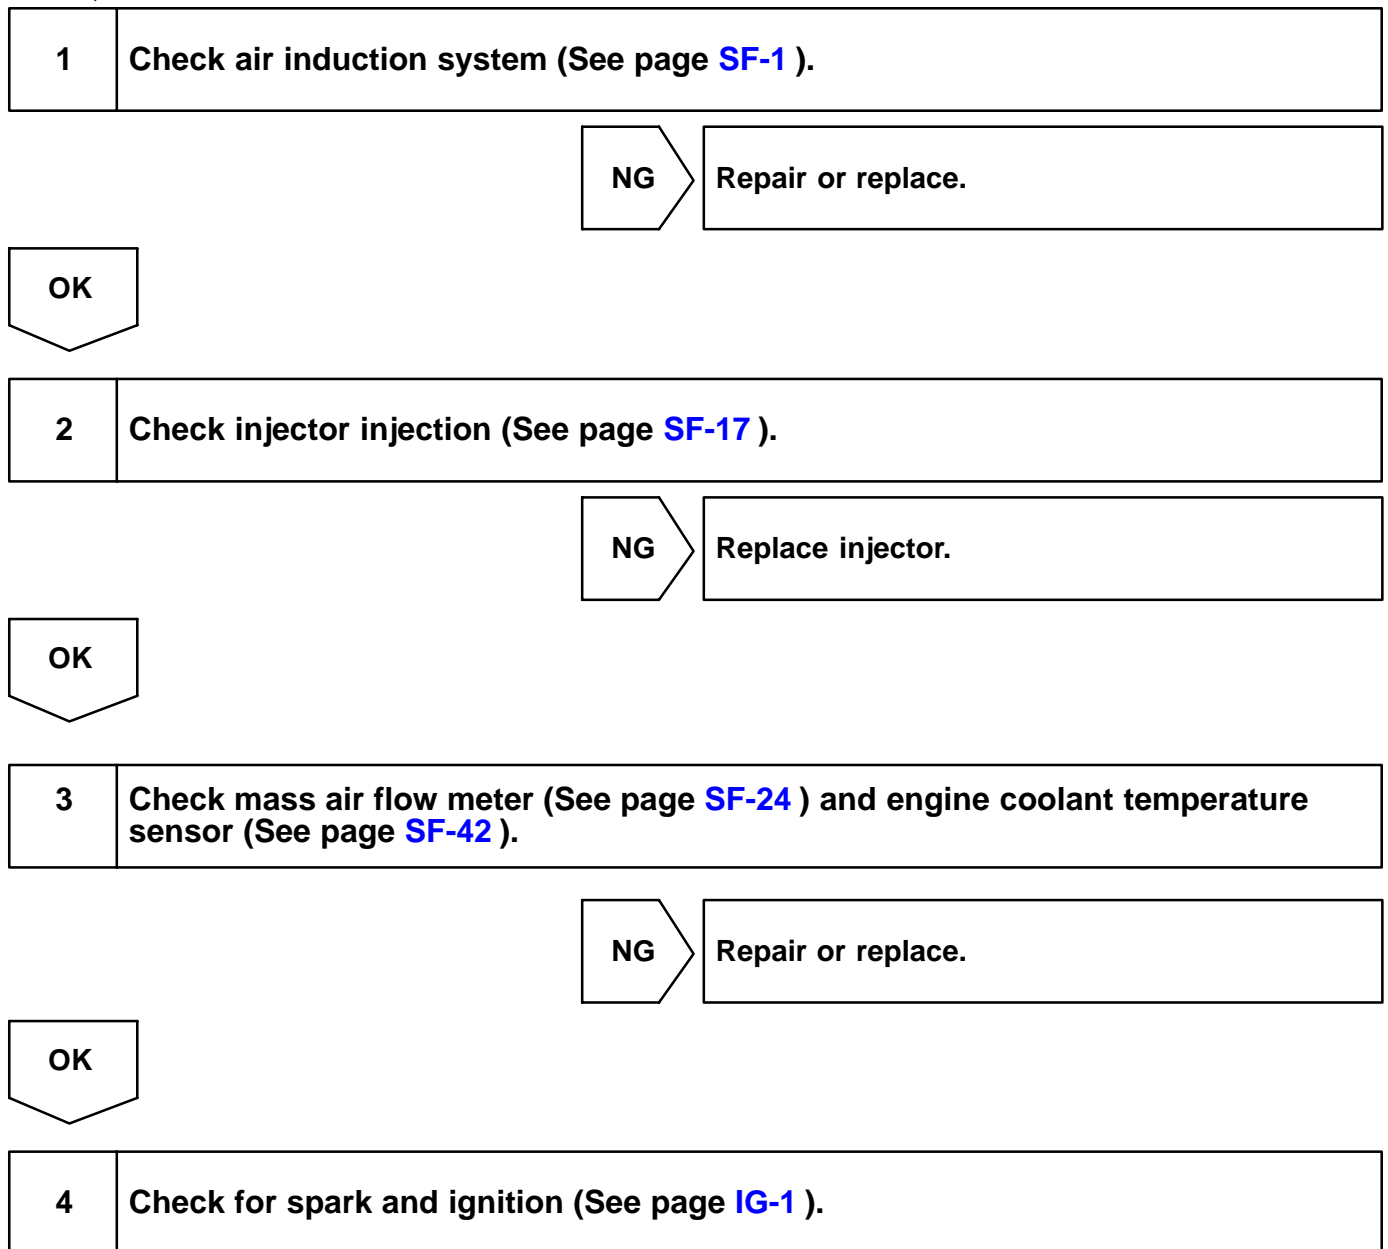 1
Check air induction system (See page SF-1 ).
NG
Repair or replace.
OK
2
Check injector injection (See page SF-17 ).
NG
Replace injector.
OK
3
Check mass air flow meter (See page SF-24 ) and engine coolant temperature
sensor (See page SF-42 ).
NG
Repair or replace.
OK
4
Check for spark and ignition (See page IG-1 ).